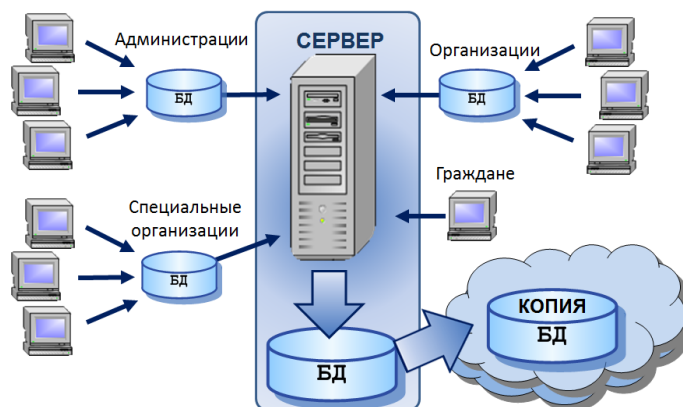 Администрации
СЕРВЕР
Организации
БД
БД
Граждане
Специальные
организации
БД
КОПИЯ
БД
БД